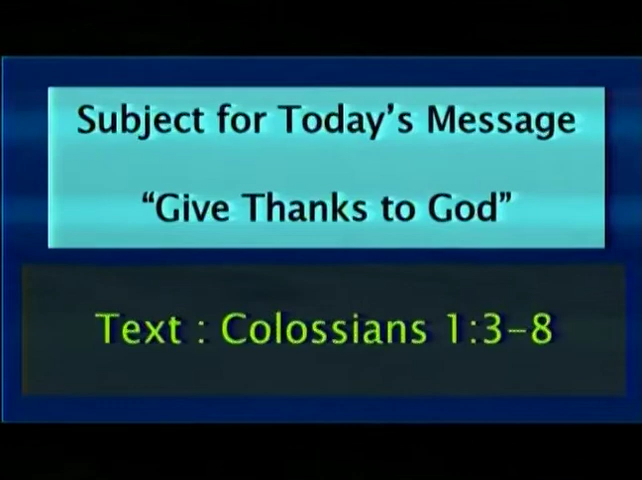 Subject for Today’s Message
“Give Thanks to God”
Text : Colossians 1:3–8